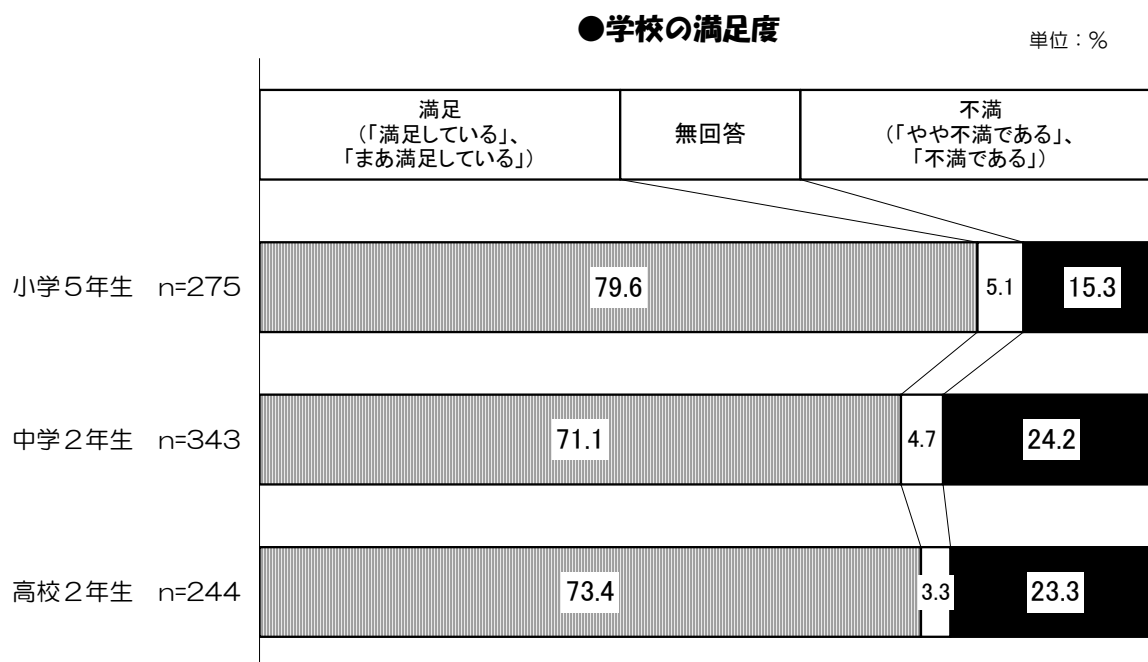 ●学校の満足度
単位：％
満足
（「満足している」、
「まあ満足している」）
無回答
不満
（「やや不満である」、
「不満である」）
小学５年生　n=275
79.6
5.1
15.3
中学２年生　n=343
71.1
4.7
24.2
高校２年生　n=244
73.4
3.3
23.3